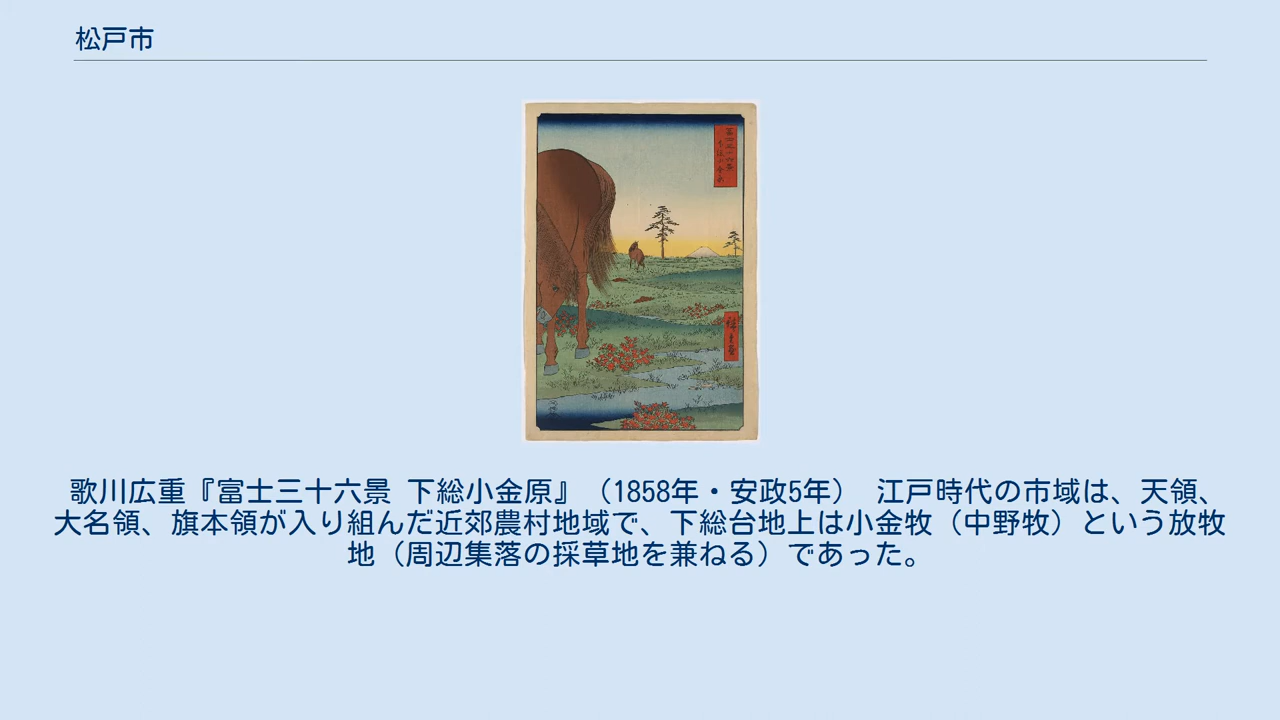 松戸市
歌川広重『富士三十六景 下総小金原』（1858年・安政5年） 江戸時代の市域は、天領、
大名領、旗本領が入り組んだ近郊農村地域で、下総台地上は小金牧（中野牧）という放牧
地（周辺集落の採草地を兼ねる）であった。